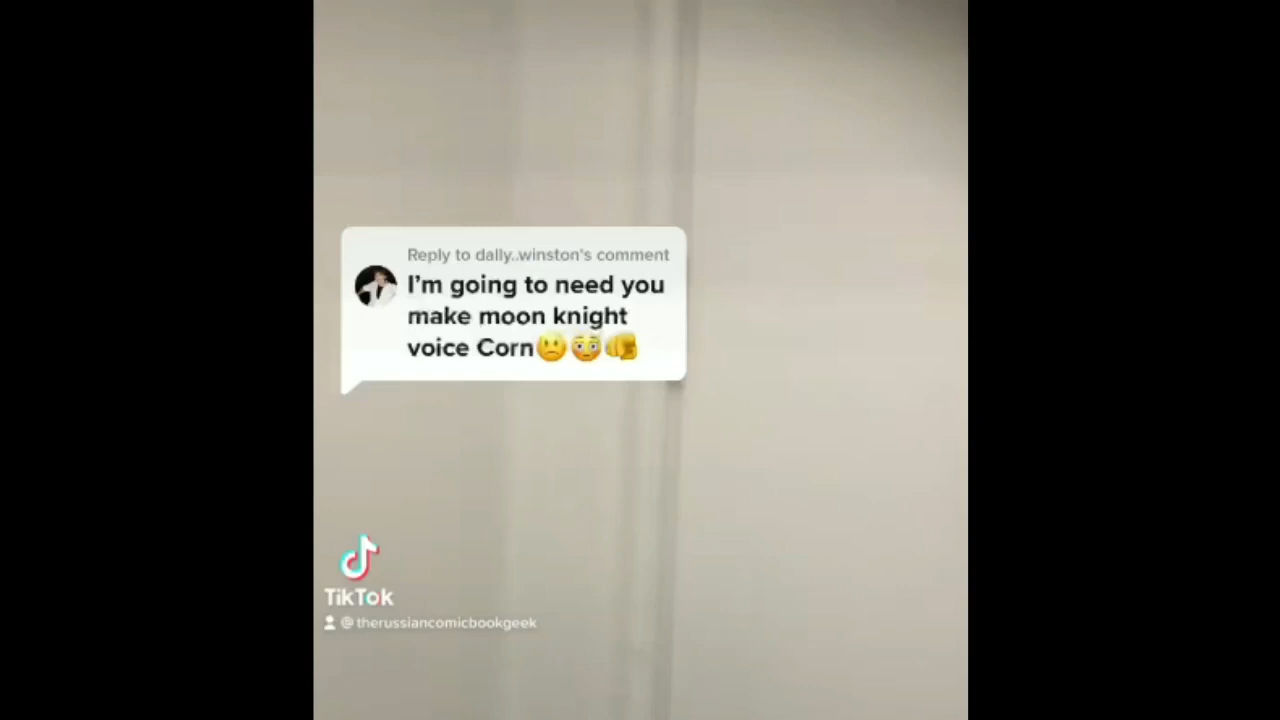 Reply to dally..winston's comment
I'm going to need you
make moon knight
voice Corn🙁😳🫵
TikTok
@therussiancomicbookgeek